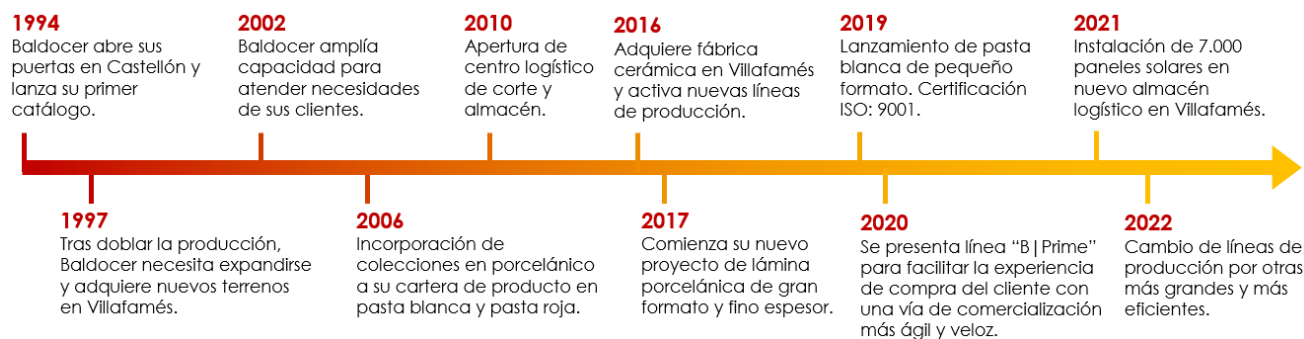 1994
Baldocer abre sus
puertas en Castellón y
lanza su primer
catálogo.
2002
Baldocer amplía
capacidad para
atender necesidades
de sus clientes.
2010
Apertura de
centro logístico
de corte y
almacén.
2016
Adquiere fábrica
cerámica en Villafamés
y activa nuevas líneas
de producción.
2019
Lanzamiento de pasta
blanca de pequeño
formato. Certificación
ISO: 9001.
2021
Instalación de 7.000
paneles solares en
nuevo almacén
logístico en Villafamés.
1997
Tras doblar la producción,
Baldocer necesita expandirse
y adquiere nuevos terrenos
en Villafamés.
2006
Incorporación de
colecciones en porcelánico
a su cartera de producto en
pasta blanca y pasta roja.
2017
Comienza su nuevo
proyecto de lámina
porcelánica de gran
formato y fino espesor.
2020
Se presenta línea “B|Prime”
para facilitar la experiencia
de compra del cliente con
una vía de comercialización
más ágil y veloz.
2022
Cambio de líneas de
producción por otras
más grandes y más
eficientes.